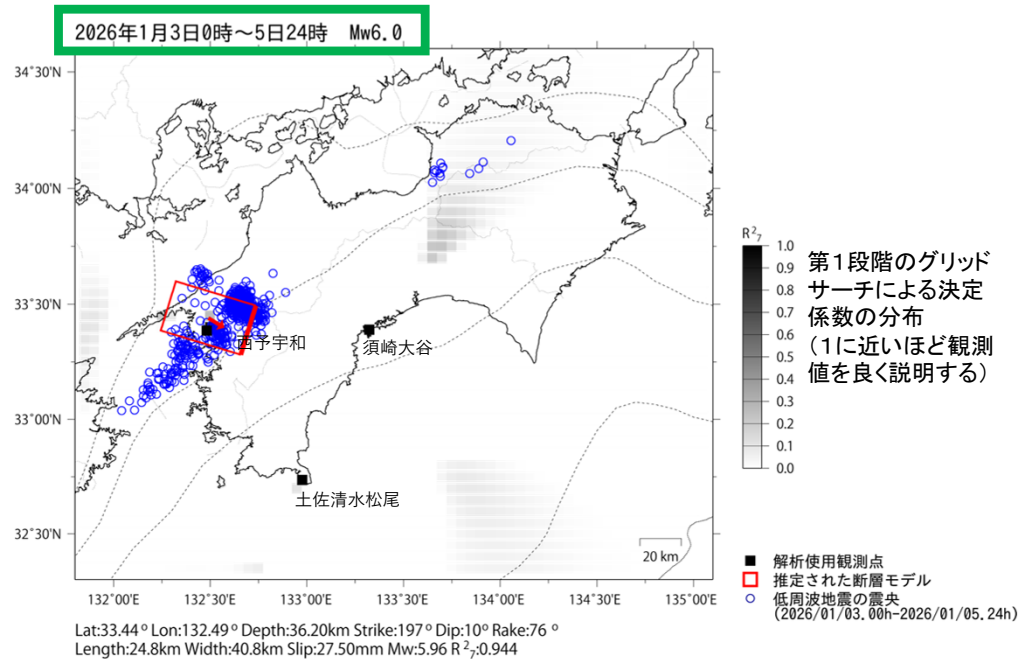 2026年1月3日0時～5日24時 Mw6.0
34°30'N
34°00'N
33°30'N
33°00'N
32°30'N
132°00'E
132°30'E
133°00'E
133°30'E
134°00'E
134°30'E
135°00'E
西予宇和
須崎大谷
土佐清水松尾
20 km
R²₇
1.0
0.9
0.8
0.7
0.6
0.5
0.4
0.3
0.2
0.1
0.0
第1段階のグリッド
サーチによる決定
係数の分布
（1に近いほど観測
値を良く説明する）
解析使用観測点
推定された断層モデル
低周波地震の震央
(2026/01/03.00h-2026/01/05.24h)
Lat:33.44° Lon:132.49° Depth:36.20km Strike:197° Dip:10° Rake:76 °
Length:24.8km Width:40.8km Slip:27.50mm Mw:5.96 R²₇:0.944